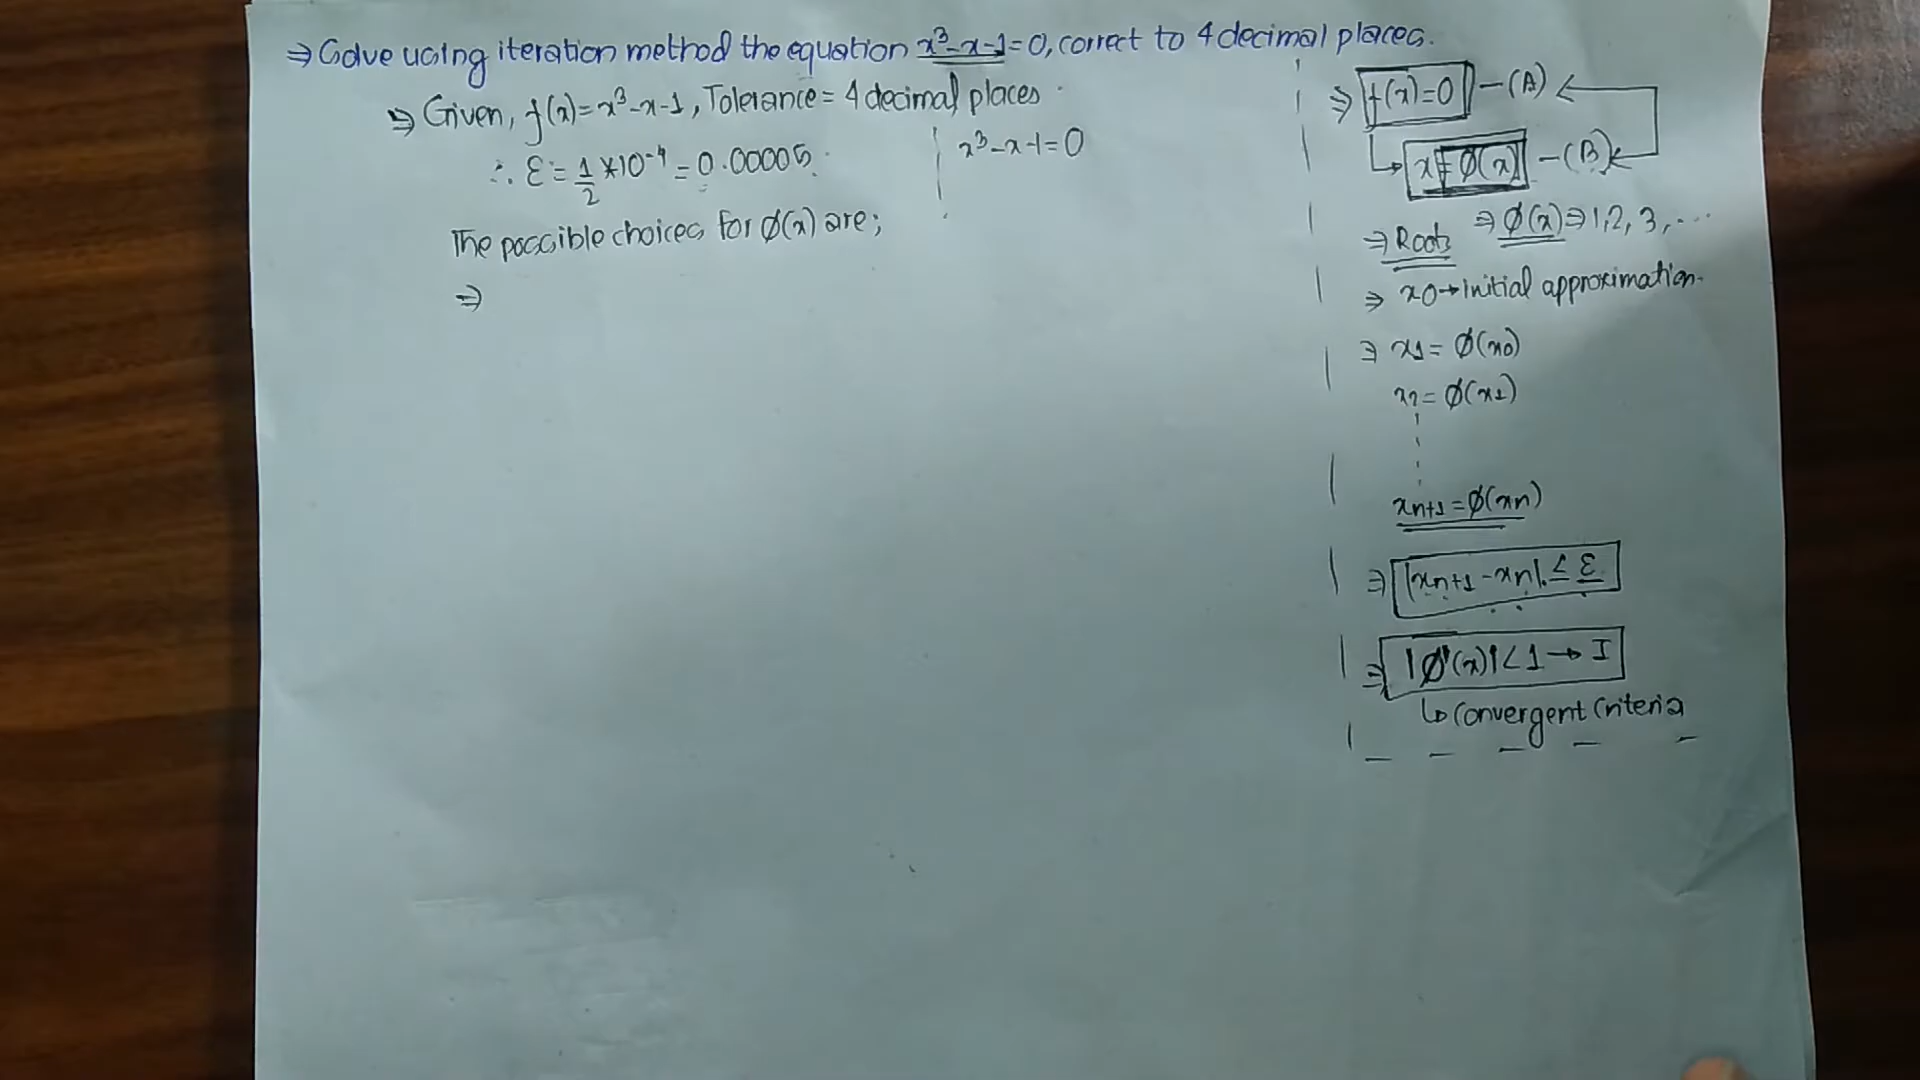 ⇒ Solve using iteration method the equation x³-x-1=0, correct to 4 decimal places.
⇒ Given, f(x)=x³-x-1, Tolerance = 4 decimal places
∴ ε = 1/2 *10⁻⁴ = 0.00005
x³-x-1=0
The possible choices for ø(x) are;
⇒
⇒ f(x)=0 -(A)
x=ø(x) -(B)
⇒ Roots ⇒ ø(x) ⇒ 1,2,3,...
⇒ x0→initial approximation.
⇒ x1= ø(x0)
x2= ø(x1)
xn+1=ø(xn)
⇒ |xn+1-xn| ≤ ε
⇒ |ø'(x)|<1 → I
↳ Convergent Criteria